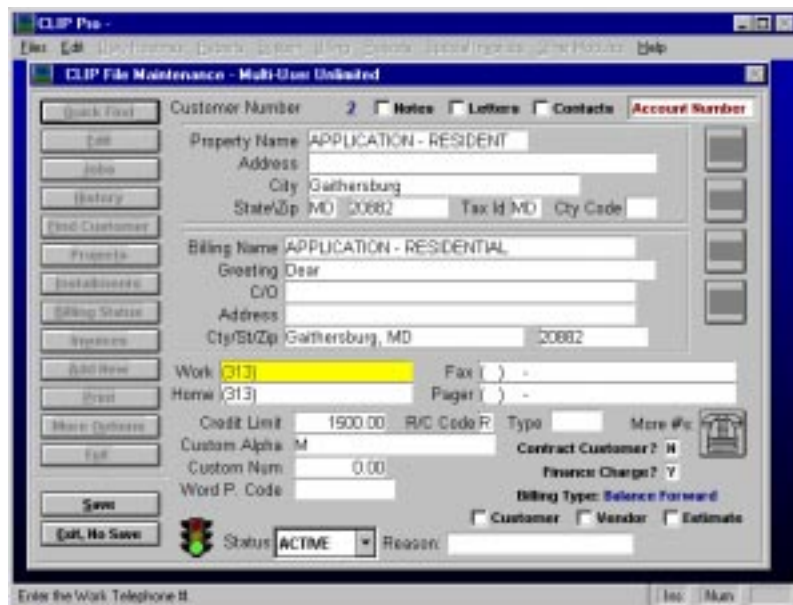 CLIP Pro -
Files Edit Help
CLIP File Maintenance - Multi-User Unlimited
Quick Find
Edit
Jobs
History
Find Customer
Projects
Installments
Billing Status
Invoices
Add New
Print
More Options
Exit
Save
Exit, No Save
Customer Number 2 Notes Letters Contacts Account Number
Property Name APPLICATION - RESIDENT
Address
City Gaithersburg
State\Zip MD 20882 Tax Id MD Cty Code
Billing Name APPLICATION - RESIDENTIAL
Greeting Dear
C/O
Address
Cty/St/Zip Gaithersburg, MD 20882
Work (313) Fax ( ) -
Home (313) Pager ( ) -
Credit Limit 1500.00 R/C Code R Type More #'s:
Custom Alpha M Contract Customer? N
Custom Num 0.00 Finance Charge? Y
Word P. Code Billing Type: Balance Forward
Customer Vendor Estimate
Status ACTIVE Reason:
Enter the Work Telephone #. Ins Num